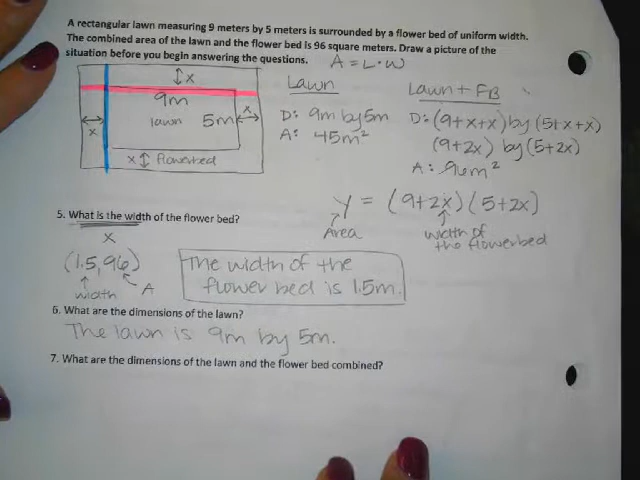 A rectangular lawn measuring 9 meters by 5 meters is surrounded by a flower bed of uniform width.
The combined area of the lawn and the flower bed is 96 square meters. Draw a picture of the
situation before you begin answering the questions. A = L·W
↕x
9m
lawn 5m
x
x
x↕ flowerbed
Lawn
D: 9m by 5m
A: 45m²
Lawn + FB
D: (9+x+x) by (5+x+x)
(9+2x) by (5+2x)
A: 96m²
y = (9+2x)(5+2x)
Area
width of
the flowerbed
5. What is the width of the flower bed?
x
(1.5, 96)
width A
The width of the
flower bed is 1.5m.
6. What are the dimensions of the lawn?
The lawn is 9m by 5m.
7. What are the dimensions of the lawn and the flower bed combined?